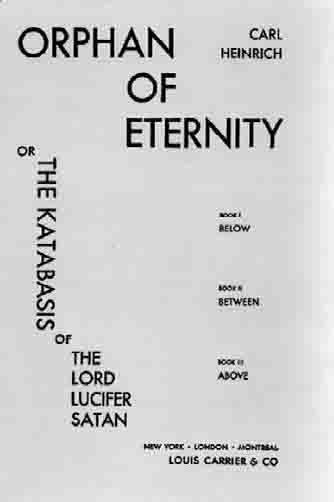 ORPHAN
OF
ETERNITY
CARL
HEINRICH
OR
THE KATABASIS
OF
THE
LORD
LUCIFER
SATAN
BOOK I
BELOW
BOOK II
BETWEEN
BOOK III
ABOVE
NEW YORK - LONDON - MONTREAL
LOUIS CARRIER & CO